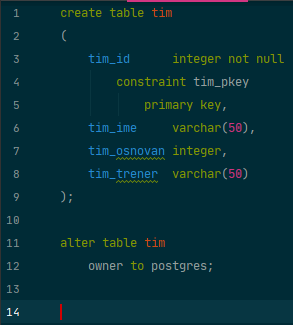 1 create table tim
2 (
3 tim_id integer not null
4 constraint tim_pkey
5 primary key,
6 tim_ime varchar(50),
7 tim_osnovan integer,
8 tim_trener varchar(50)
9 );
10
11 alter table tim
12 owner to postgres;
13
14